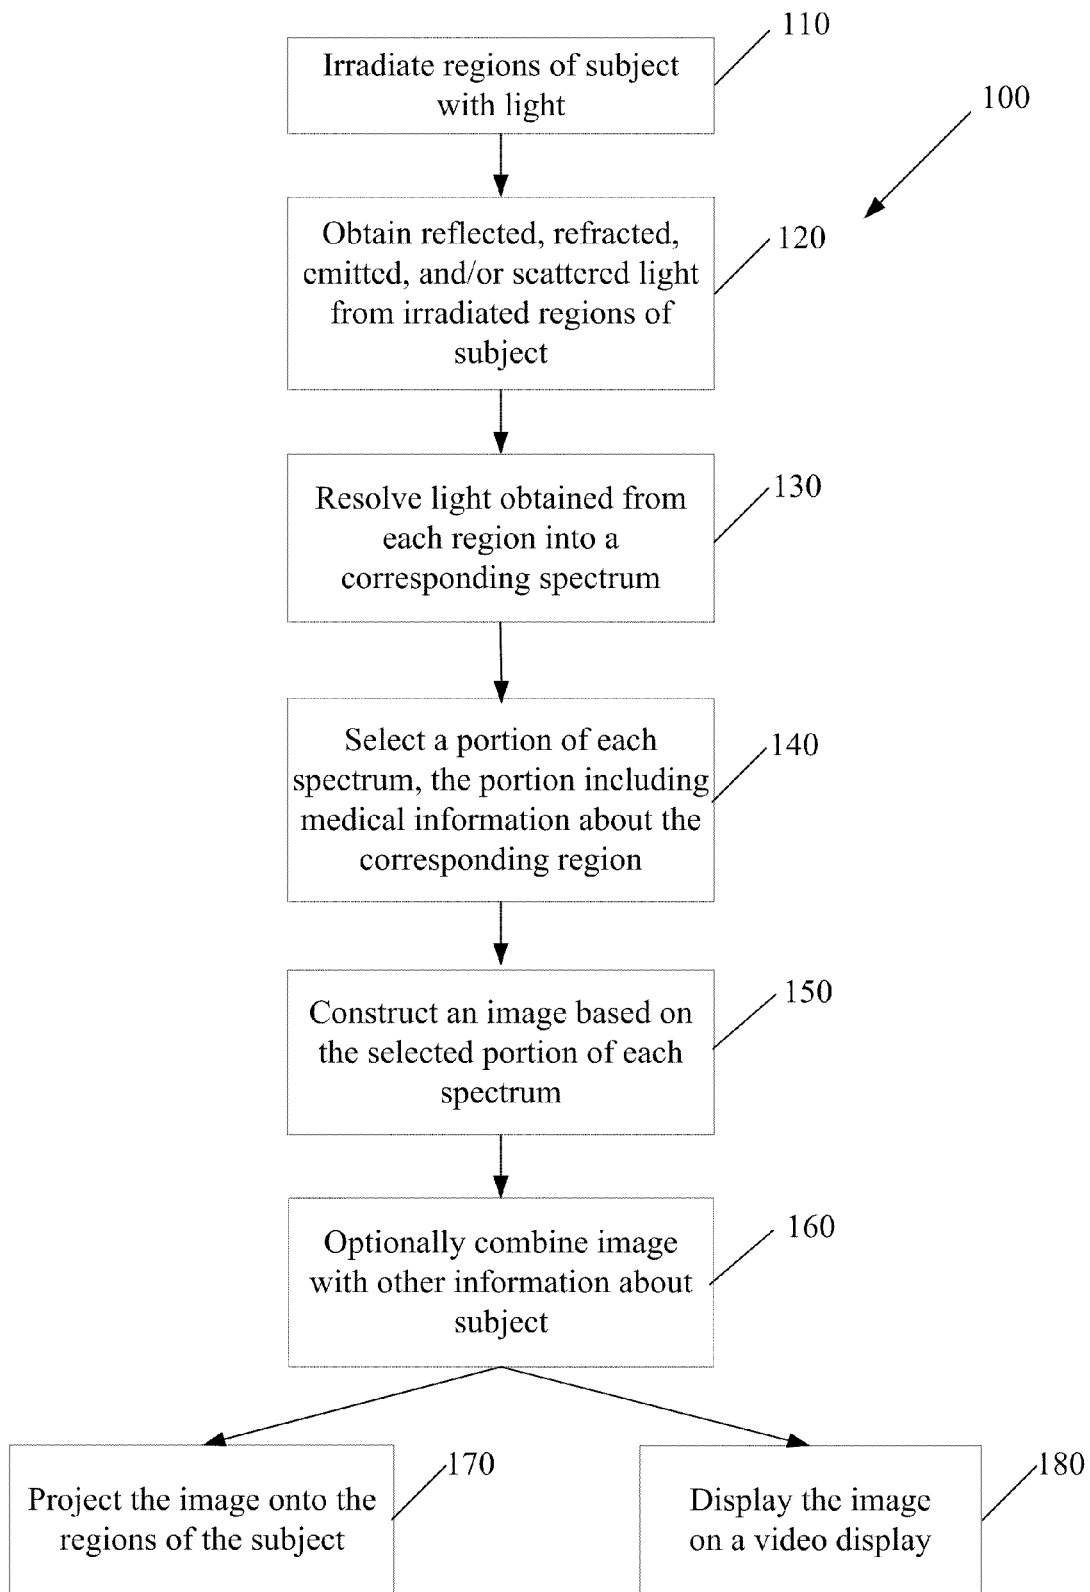 110
Irradiate regions of subject
with light
100
120
Obtain reflected, refracted,
emitted, and/or scattered light
from irradiated regions of
subject
130
Resolve light obtained from
each region into a
corresponding spectrum
140
Select a portion of each
spectrum, the portion including
medical information about the
corresponding region
150
Construct an image based on
the selected portion of each
spectrum
160
Optionally combine image
with other information about
subject
170
Project the image onto the
regions of the subject
180
Display the image
on a video display